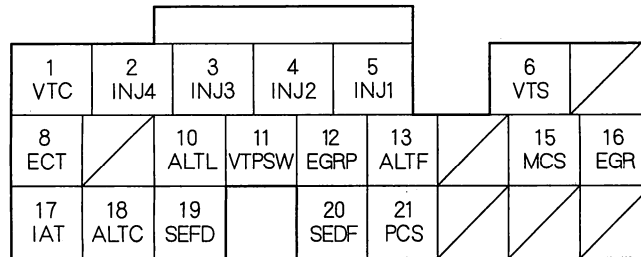 1 2 3 4 5 6
VTC INJ4 INJ3 INJ2 INJ1 VTS
8 10 11 12 13 15 16
ECT ALTL VTPSW EGRP ALTF MCS EGR
17 18 19 20 21
IAT ALTC SEFD SEDF PCS